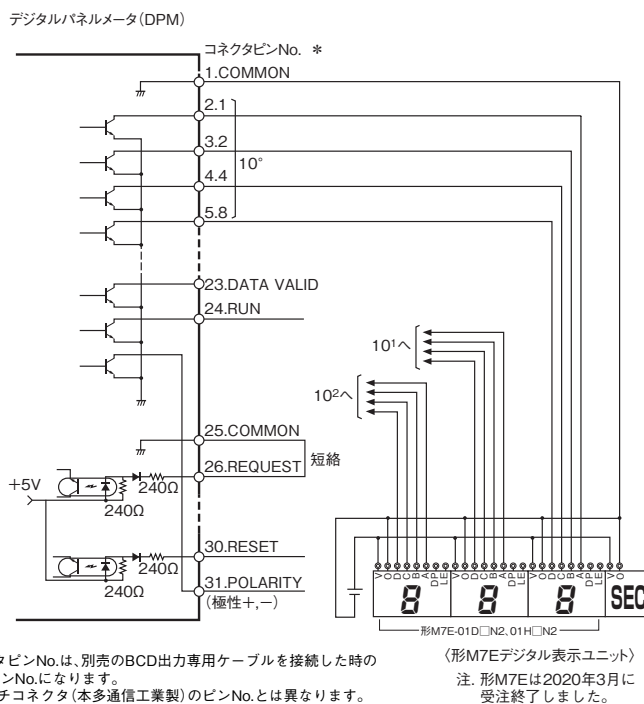 デジタルパネルメータ(DPM)
コネクタピンNo. *
1.COMMON
2.1
3.2
10°
4.4
5.8
23.DATA VALID
24.RUN
10¹へ
10²へ
25.COMMON
短絡
26.REQUEST
+5V
240Ω
240Ω
30.RESET
240Ω
240Ω
31.POLARITY
(極性+,−)
V O D C B A DP LE V O D C B A DP LE V O D C B A DP LE V O
8 8 8 SEC
形M7E-01D□N2、01H□N2
〈形M7Eデジタル表示ユニット〉
注. 形M7Eは2020年3月に
受注終了しました。
タピンNo.は、別売のBCD出力専用ケーブルを接続した時の
ンNo.になります。
チコネクタ(本多通信工業製)のピンNo.とは異なります。